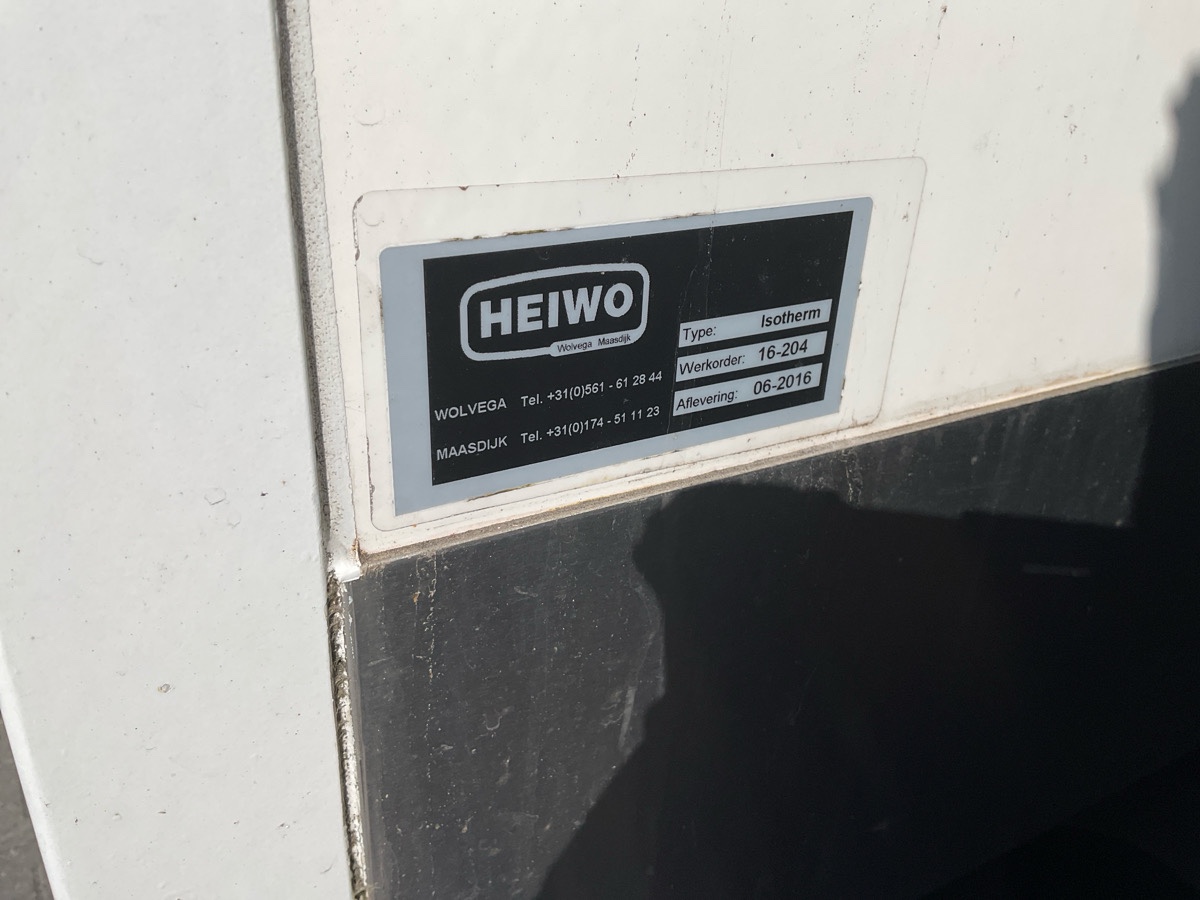 HEIWO
Wolvega Maasdijk
WOLVEGA Tel. +31(0)561 - 61 28 44
MAASDIJK Tel. +31(0)174 - 51 11 23
Type: Isotherm
Werkorder: 16-204
Aflevering: 06-2016